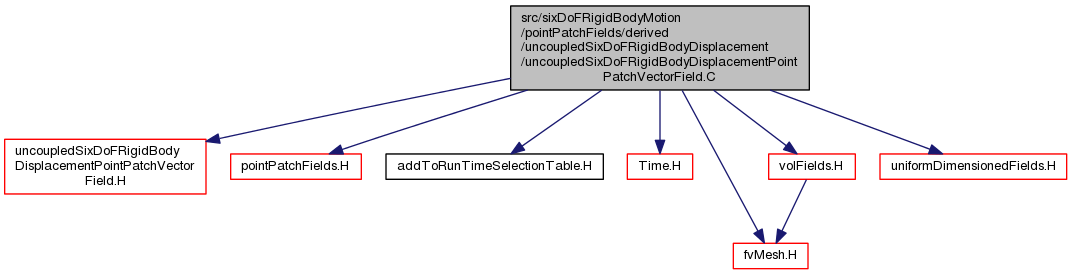 src/sixDoFRigidBodyMotion
/pointPatchFields/derived
/uncoupledSixDoFRigidBodyDisplacement
/uncoupledSixDoFRigidBodyDisplacementPoint
PatchVectorField.C
uncoupledSixDoFRigidBody
DisplacementPointPatchVector
Field.H
pointPatchFields.H
addToRunTimeSelectionTable.H
Time.H
volFields.H
uniformDimensionedFields.H
fvMesh.H